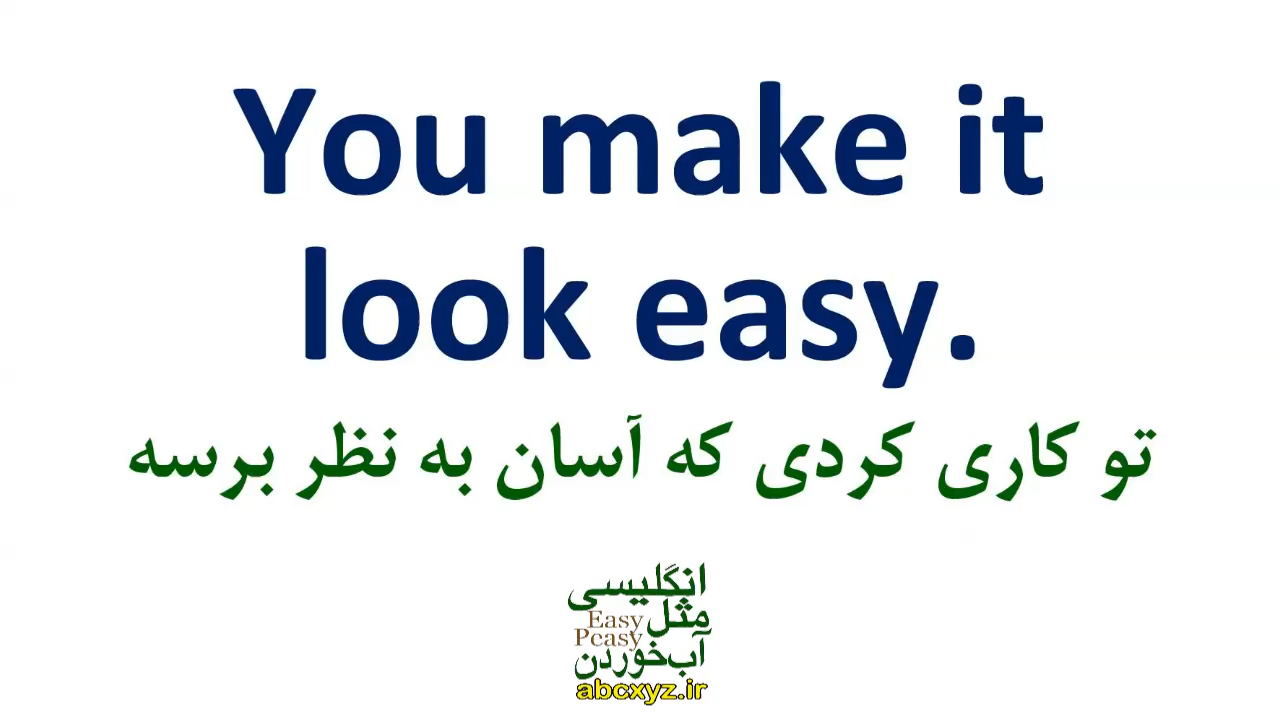 You make it
look easy.
تو کاری کردی که آسان به نظر برسه
انگلیسی
مثل
Easy
Peasy
آب‌خوردن
abcxyz.ir